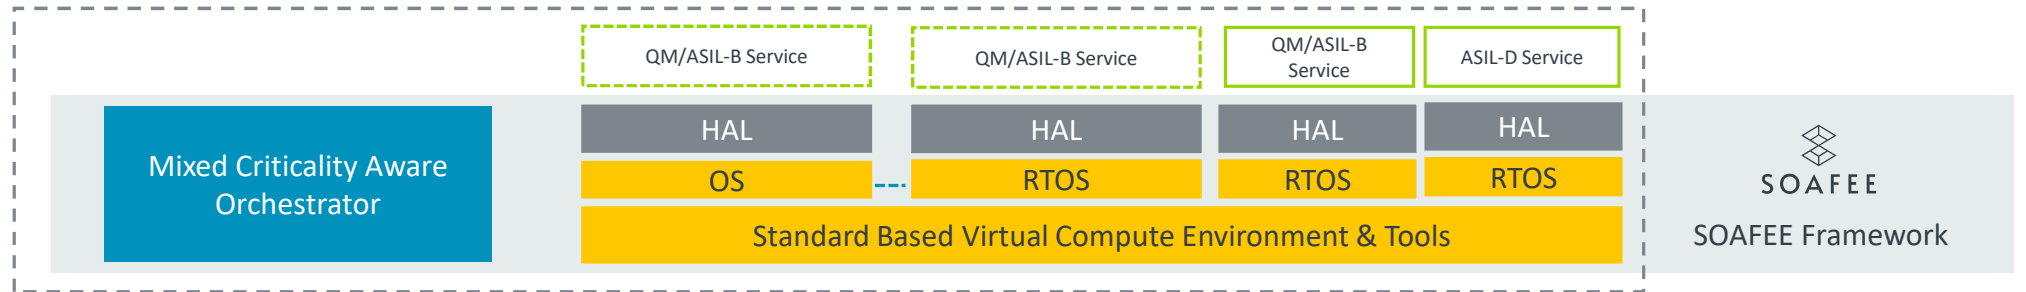 QM/ASIL-B Service
QM/ASIL-B Service
QM/ASIL-B
Service
ASIL-D Service
Mixed Criticality Aware
Orchestrator
HAL
HAL
HAL
HAL
OS
RTOS
RTOS
RTOS
Standard Based Virtual Compute Environment & Tools
SOAFEE
SOAFEE Framework